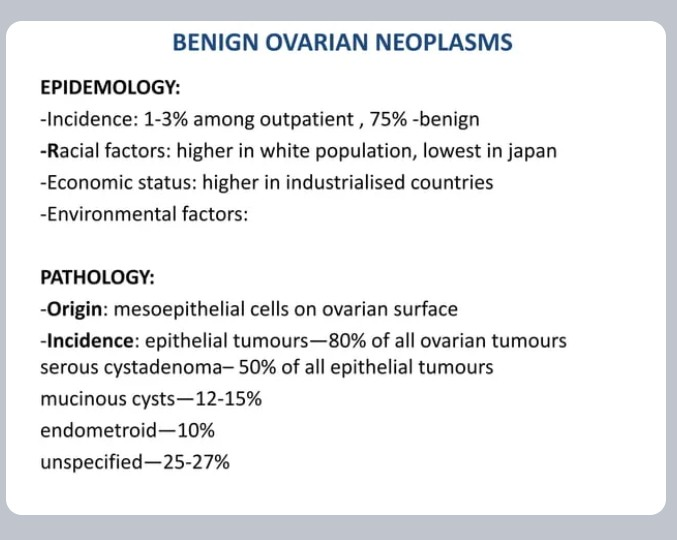 BENIGN OVARIAN NEOPLASMS
EPIDEMOLOGY:
-Incidence: 1-3% among outpatient , 75% -benign
-Racial factors: higher in white population, lowest in japan
-Economic status: higher in industrialised countries
-Environmental factors:
PATHOLOGY:
-Origin: mesoepithelial cells on ovarian surface
-Incidence: epithelial tumours—80% of all ovarian tumours
serous cystadenoma– 50% of all epithelial tumours
mucinous cysts—12-15%
endometroid—10%
unspecified—25-27%